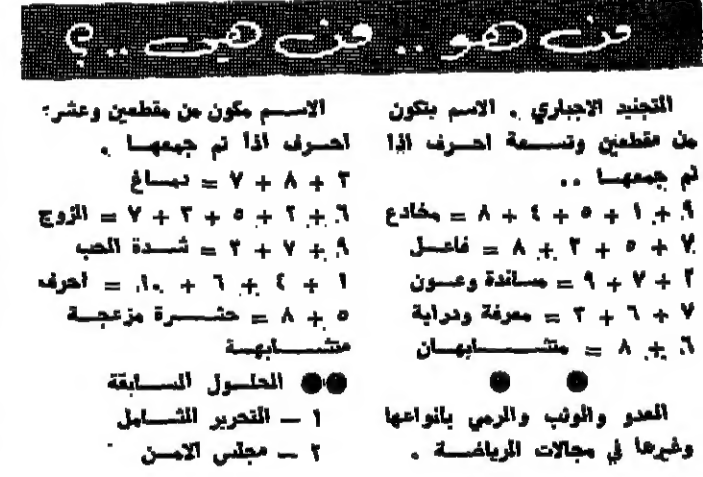 من هو .. من هي .. ؟
التجنيد الاجباري . الاسم يتكون
من مقطعين وتسعة احرف اذا
تم جمعها ..
٩ + ١ + ٥ + ٤ + ٨ = مخادع
٧ + ٥ + ٣ + ٨ = فاعل
٢ + ٧ + ٩ = مساندة وعون
٧ + ٦ + ٣ = معرفة ودراية
٦ + ٨ = متشابهان
العدو والوثب والرمي بانواعها
وغيرها في مجالات الرياضة .
الاسم مكون من مقطعين وعشرة
احرف اذا تم جمعها .
٣ + ٨ + ٧ = نباغ
٦ + ٢ + ٥ + ٣ + ٧ = الزوج
٩ + ٧ + ٣ = شدة الحب
١ + ٤ + ٦ + ١٠ = احرف
٥ + ٨ = حشرة مزعجة
متشابهة
الحلول السابقة
١ — التحرير الشامل
٢ — مجلس الامن